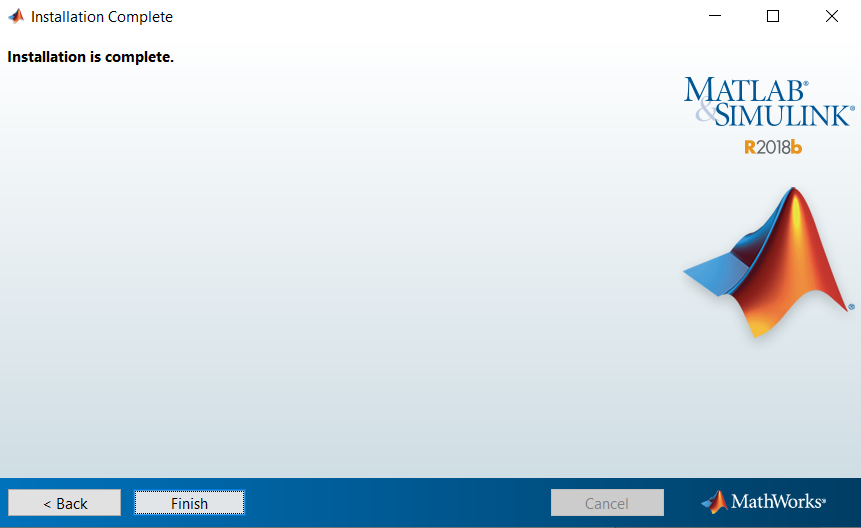 Installation Complete
Installation is complete.
MATLAB®
&SIMULINK®
R2018b
®
< Back
Finish
Cancel
MathWorks®